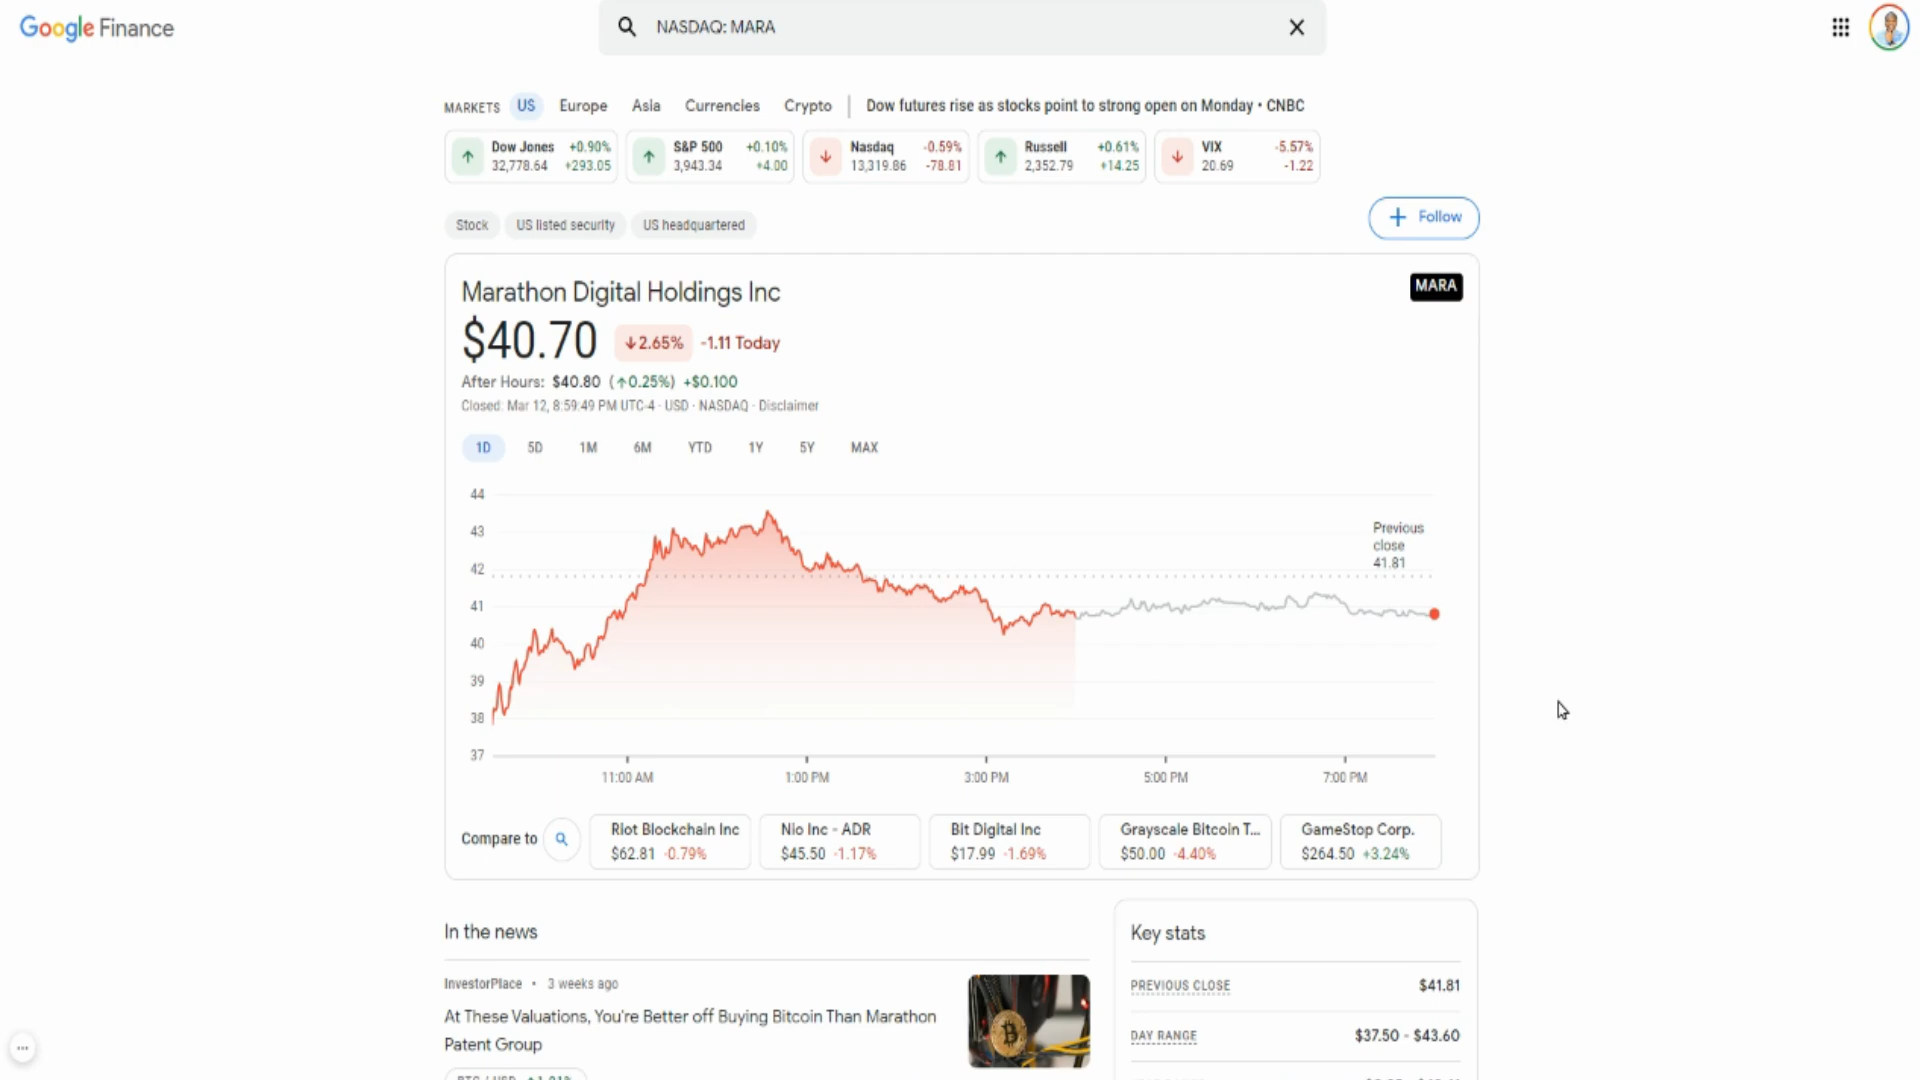 Google Finance
NASDAQ: MARA
MARKETS US Europe Asia Currencies Crypto Dow futures rise as stocks point to strong open on Monday • CNBC
Dow Jones +0.90%
32,778.64 +293.05
S&P 500 +0.10%
3,943.34 +4.00
Nasdaq -0.59%
13,319.86 -78.81
Russell +0.61%
2,352.79 +14.25
VIX -5.57%
20.69 -1.22
Stock US listed security US headquartered
Follow
Marathon Digital Holdings Inc
MARA
$40.70 ↓2.65% -1.11 Today
After Hours: $40.80 (↑0.25%) +$0.100
Closed: Mar 12, 8:59:49 PM UTC-4 · USD · NASDAQ · Disclaimer
1D 5D 1M 6M YTD 1Y 5Y MAX
44
43
42
41
40
39
38
37
Previous
close
41.81
11:00 AM 1:00 PM 3:00 PM 5:00 PM 7:00 PM
Compare to
Riot Blockchain Inc
$62.81 -0.79%
Nio Inc - ADR
$45.50 -1.17%
Bit Digital Inc
$17.99 -1.69%
Grayscale Bitcoin T...
$50.00 -4.40%
GameStop Corp.
$264.50 +3.24%
In the news
InvestorPlace • 3 weeks ago
At These Valuations, You're Better off Buying Bitcoin Than Marathon
Patent Group
Key stats
PREVIOUS CLOSE $41.81
DAY RANGE $37.50 - $43.60